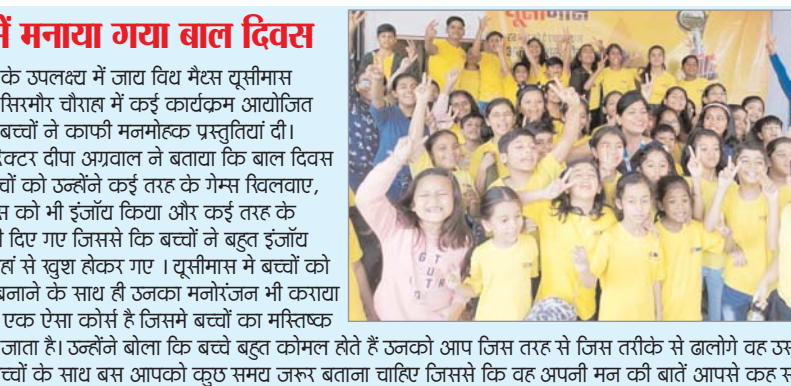 में मनाया गया बाल दिवस
के उपलक्ष्य में जाय विथ मैथ्स यूसीमास
सिरमौर चौराहा में कई कार्यक्रम आयोजित
बच्चों ने काफी मनमोहक प्रस्तुतियां दी।
दीपा अग्रवाल ने बताया कि बाल दिवस
को उन्होंने कई तरह के गेम्स खिलवाए,
को भी इंजॉय किया और कई तरह के
दिए गए जिससे कि बच्चों ने बहुत इंजॉय
से खुश होकर गए । यूसीमास मे बच्चों को
बनाने के साथ ही उनका मनोरंजन भी कराया
एक ऐसा कोर्स है जिसमे बच्चों का मस्तिष्क
जाता है। उन्होंने बोला कि बच्चे बहुत कोमल होते हैं उनको आप जिस तरह से जिस तरीके से ढालोगे वह
के साथ बस आपको कुछ समय जरूर बताना चाहिए जिससे कि वह अपनी मन की बातें आपसे कह